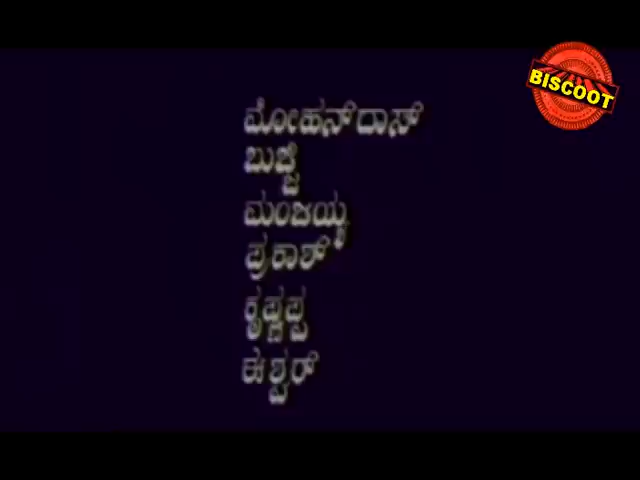 BISCOOT
ಮೋಹನ್‌ದಾಸ್
ಬುಜ್ಜಿ
ಮಂಜಯ್ಯ
ಪ್ರಕಾಶ್
ಕೃಷ್ಣಪ್ಪ
ಈಶ್ವರ್